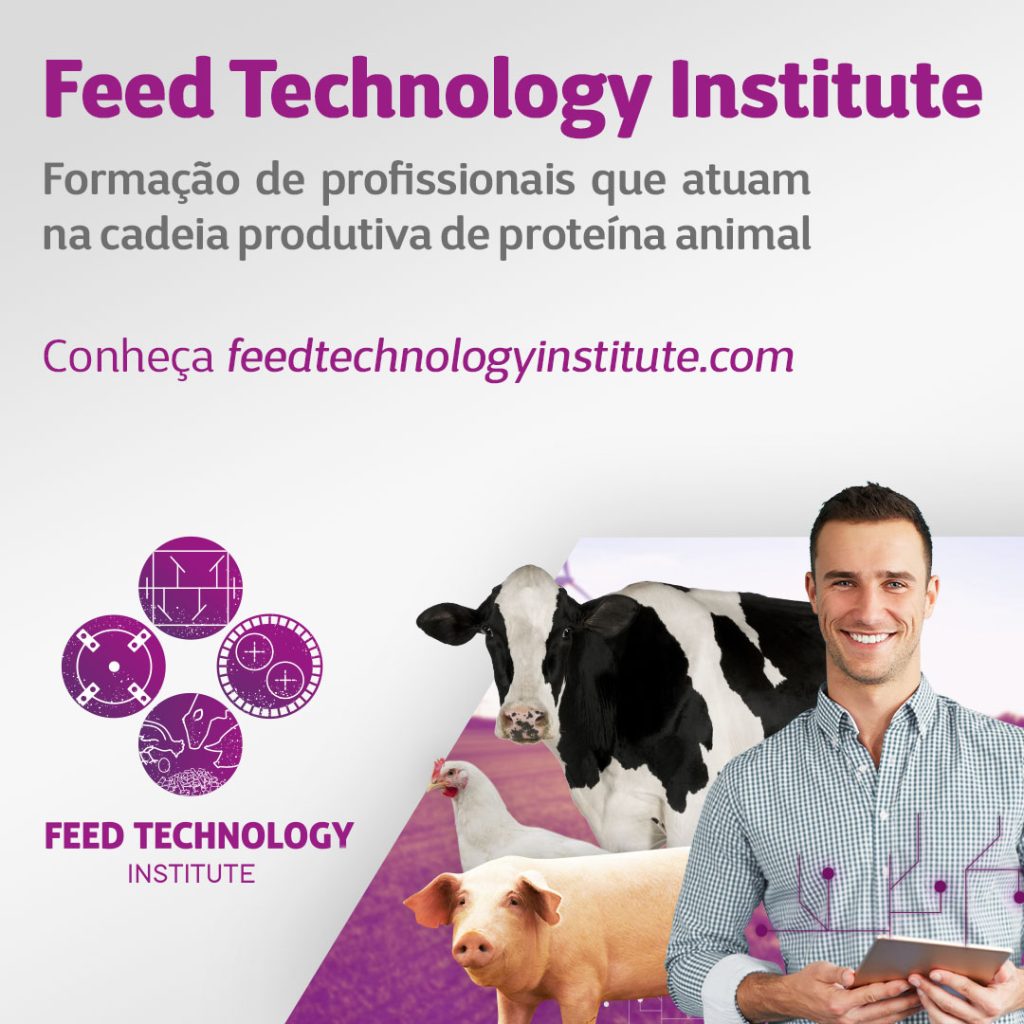 Feed Technology Institute
Formação de profissionais que atuam
na cadeia produtiva de proteína animal
Conheça feedtechnologyinstitute.com
FEED TECHNOLOGY
INSTITUTE